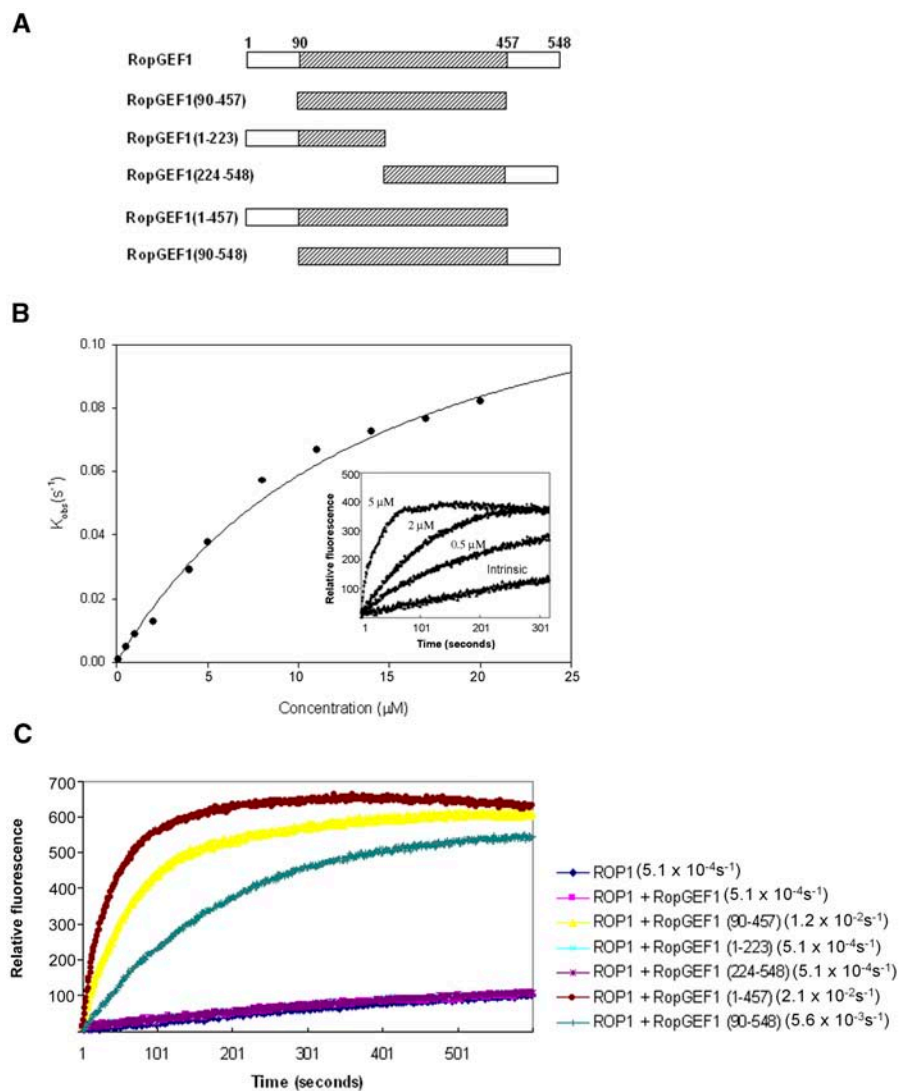 A
1 90 457 548
RopGEF1
RopGEF1(90-457)
RopGEF1(1-223)
RopGEF1(224-548)
RopGEF1(1-457)
RopGEF1(90-548)
B
0.10
0.08
0.06
0.04
0.02
0.00
K_obs(s⁻¹)
0 5 10 15 20 25
Concentration (μM)
500
400
300
200
100
Relative fluorescence
5 μM
2 μM
0.5 μM
Intrinsic
1 101 201 301
Time (seconds)
C
700
600
500
400
300
200
100
Relative fluorescence
1 101 201 301 401 501
Time (seconds)
ROP1 (5.1 x 10⁻⁴s⁻¹)
ROP1 + RopGEF1 (5.1 x 10⁻⁴s⁻¹)
ROP1 + RopGEF1 (90-457) (1.2 x 10⁻²s⁻¹)
ROP1 + RopGEF1 (1-223) (5.1 x 10⁻⁴s⁻¹)
ROP1 + RopGEF1 (224-548) (5.1 x 10⁻⁴s⁻¹)
ROP1 + RopGEF1 (1-457) (2.1 x 10⁻²s⁻¹)
ROP1 + RopGEF1 (90-548) (5.6 x 10⁻³s⁻¹)